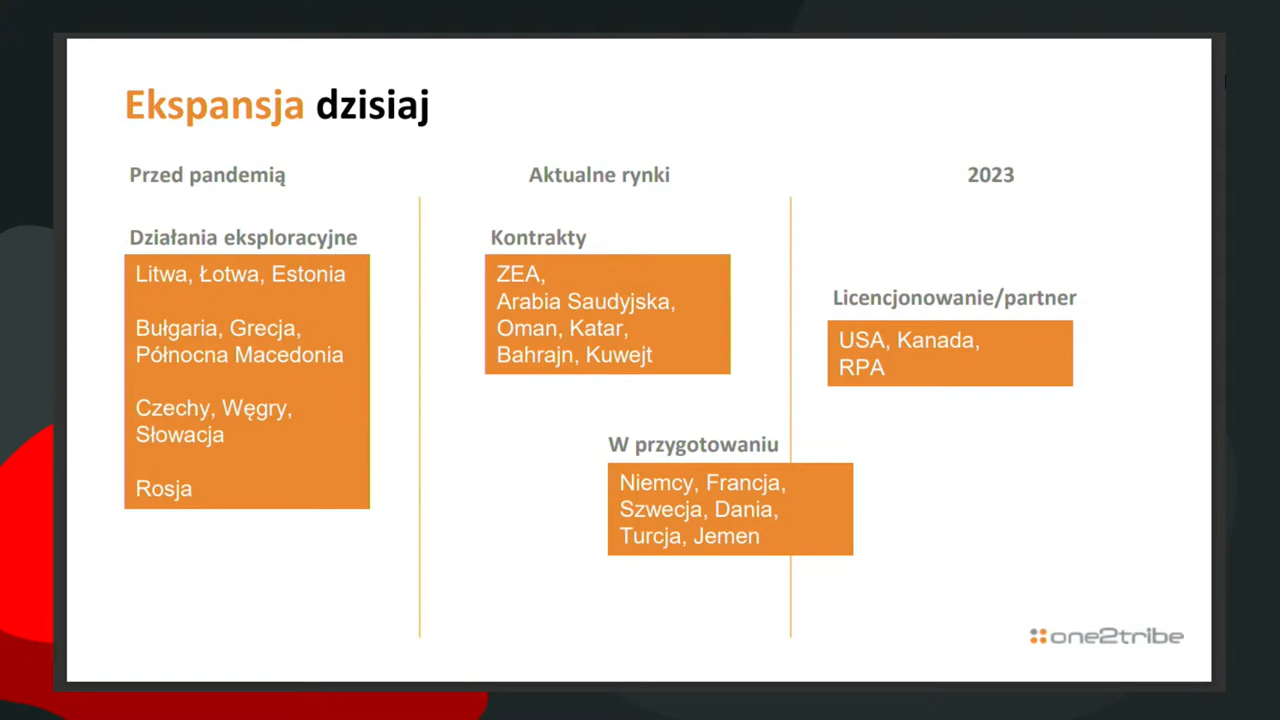 Ekspansja dzisiaj
Przed pandemią
Działania eksploracyjne
Litwa, Łotwa, Estonia
Bułgaria, Grecja,
Północna Macedonia
Czechy, Węgry,
Słowacja
Rosja
Aktualne rynki
Kontrakty
ZEA,
Arabia Saudyjska,
Oman, Katar,
Bahrajn, Kuwejt
W przygotowaniu
Niemcy, Francja,
Szwecja, Dania,
Turcja, Jemen
2023
Licencjonowanie/partner
USA, Kanada,
RPA
one2tribe